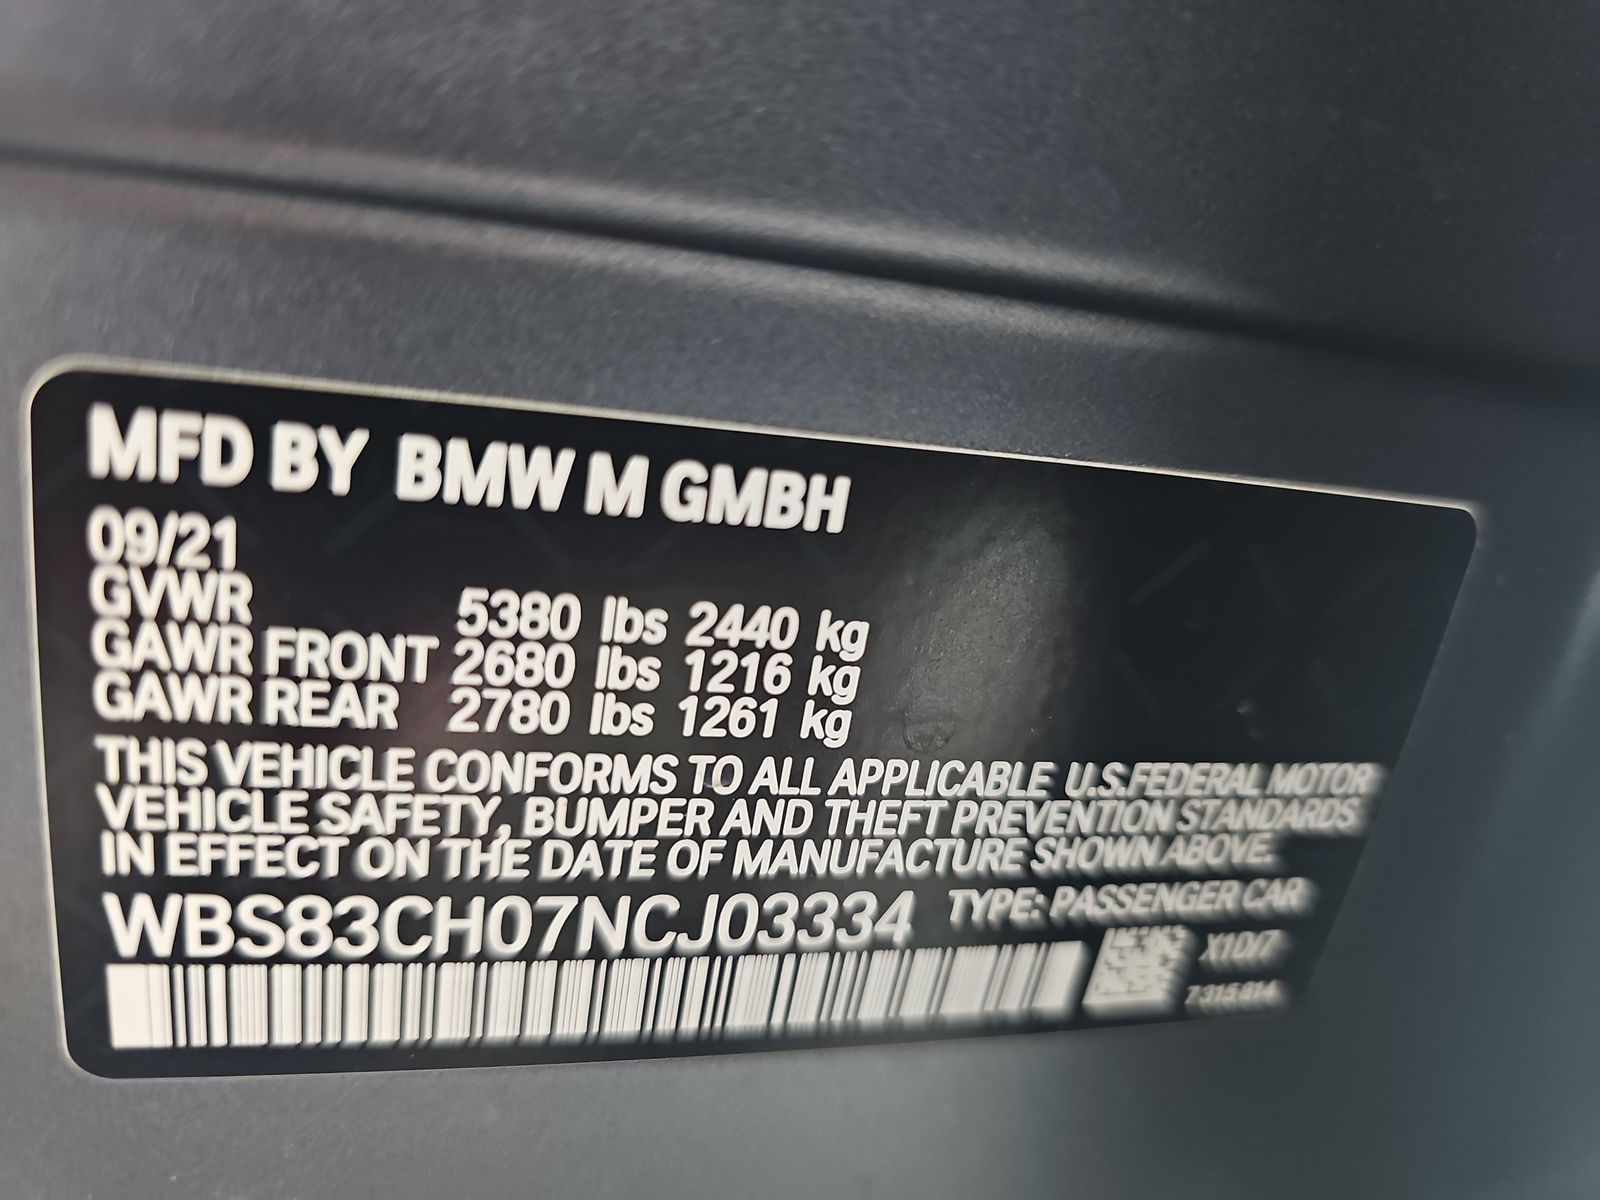 MFD BY BMW M GMBH
09/21
GVWR 5380 lbs 2440 kg
GAWR FRONT 2680 lbs 1216 kg
GAWR REAR 2780 lbs 1261 kg
THIS VEHICLE CONFORMS TO ALL APPLICABLE U.S.FEDERAL MOTOR
VEHICLE SAFETY, BUMPER AND THEFT PREVENTION STANDARDS
IN EFFECT ON THE DATE OF MANUFACTURE SHOWN ABOVE.
WBS83CH07NCJ03334 TYPE: PASSENGER CAR
X1D/7